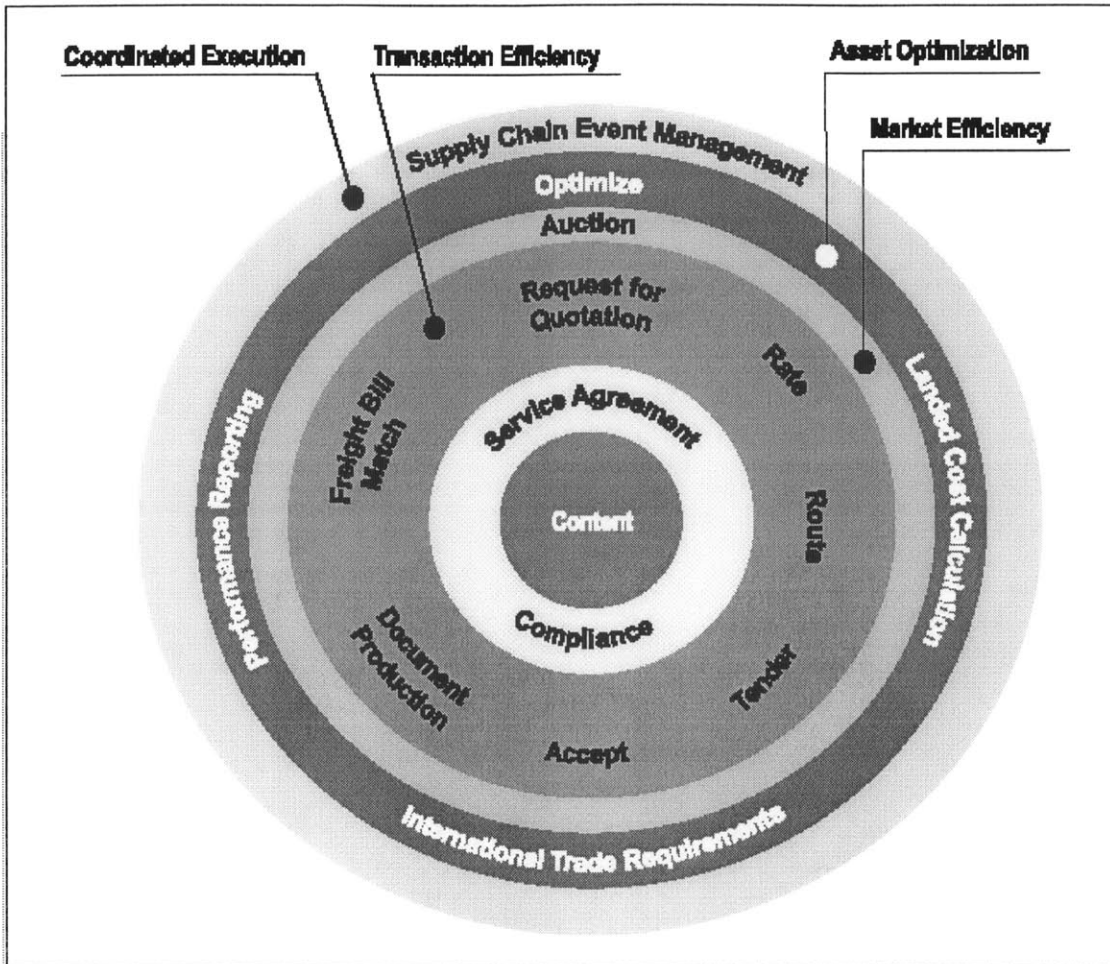 Coordinated Execution
Transaction Efficiency
Asset Optimization
Market Efficiency
Supply Chain Event Management
Optimize
Auction
Request for
Quotation
Rate
Route
Tender
Accept
Document
Production
Freight Bill
Match
Service Agreement
Compliance
Content
Landed Cost Calculation
International Trade Requirements
Performance Reporting